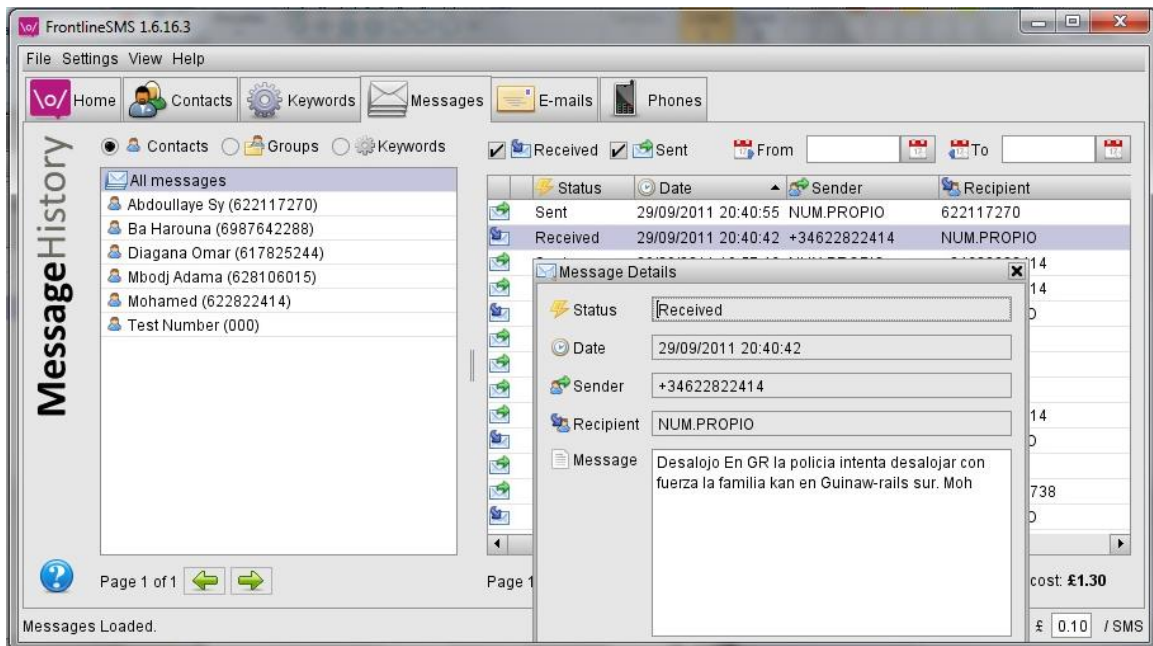 FrontlineSMS 1.6.16.3
File Settings View Help
\o/ Home Contacts Keywords Messages E-mails Phones
MessageHistory
Contacts Groups Keywords
Received Sent From To
All messages
Abdoullaye Sy (622117270)
Ba Harouna (6987642288)
Diagana Omar (617825244)
Mbodj Adama (628106015)
Mohamed (622822414)
Test Number (000)
Status Date Sender Recipient
Sent 29/09/2011 20:40:55 NUM.PROPIO 622117270
Received 29/09/2011 20:40:42 +34622822414 NUM.PROPIO
14
14
14
738
Message Details
Status Received
Date 29/09/2011 20:40:42
Sender +34622822414
Recipient NUM.PROPIO
Message
Desalojo En GR la policia intenta desalojar con
fuerza la familia kan en Guinaw-rails sur. Moh
Page 1 of 1
Page 1
cost: £1.30
Messages Loaded.
£ 0.10 / SMS